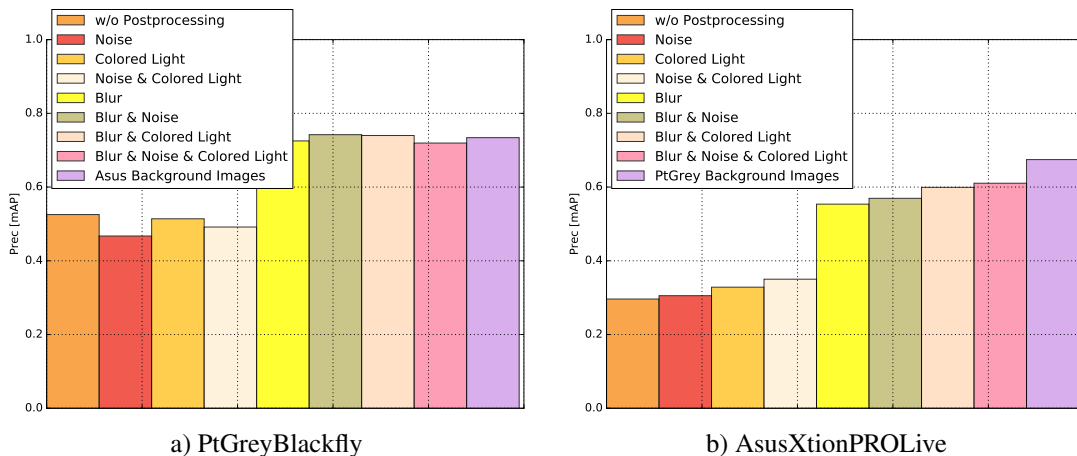 w/o Postprocessing
Noise
Colored Light
Noise & Colored Light
Blur
Blur & Noise
Blur & Colored Light
Blur & Noise & Colored Light
Asus Background Images
1.0
0.8
0.6
0.4
0.2
0.0
Prec [mAP]
a) PtGreyBlackfly
w/o Postprocessing
Noise
Colored Light
Noise & Colored Light
Blur
Blur & Noise
Blur & Colored Light
Blur & Noise & Colored Light
PtGrey Background Images
1.0
0.8
0.6
0.4
0.2
0.0
Prec [mAP]
b) AsusXtionPROLive